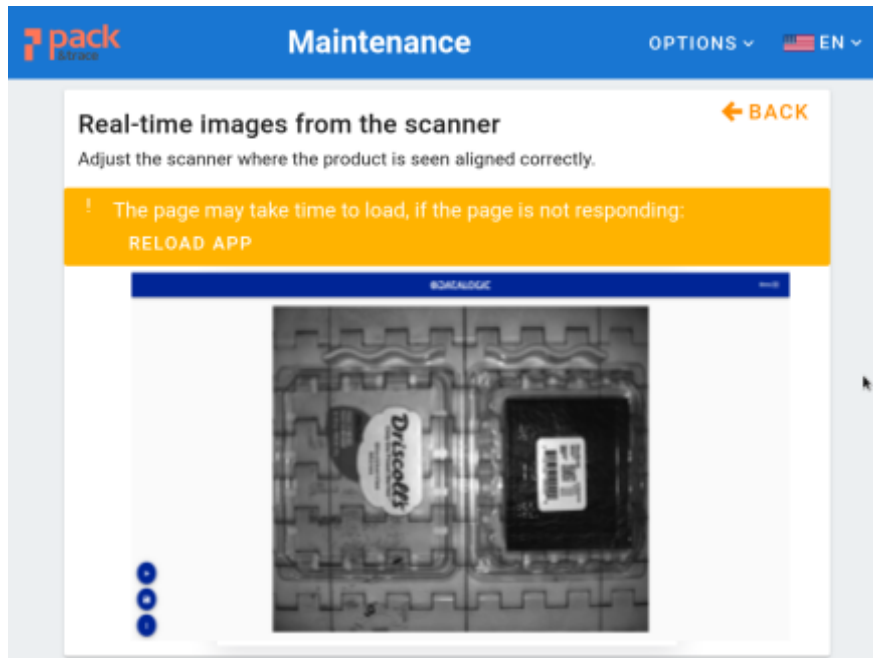 pack
&trace
Maintenance
OPTIONS
EN
Real-time images from the scanner
BACK
Adjust the scanner where the product is seen aligned correctly.
! The page may take time to load, if the page is not responding:
RELOAD APP
DATALOGIC
Driscoll's